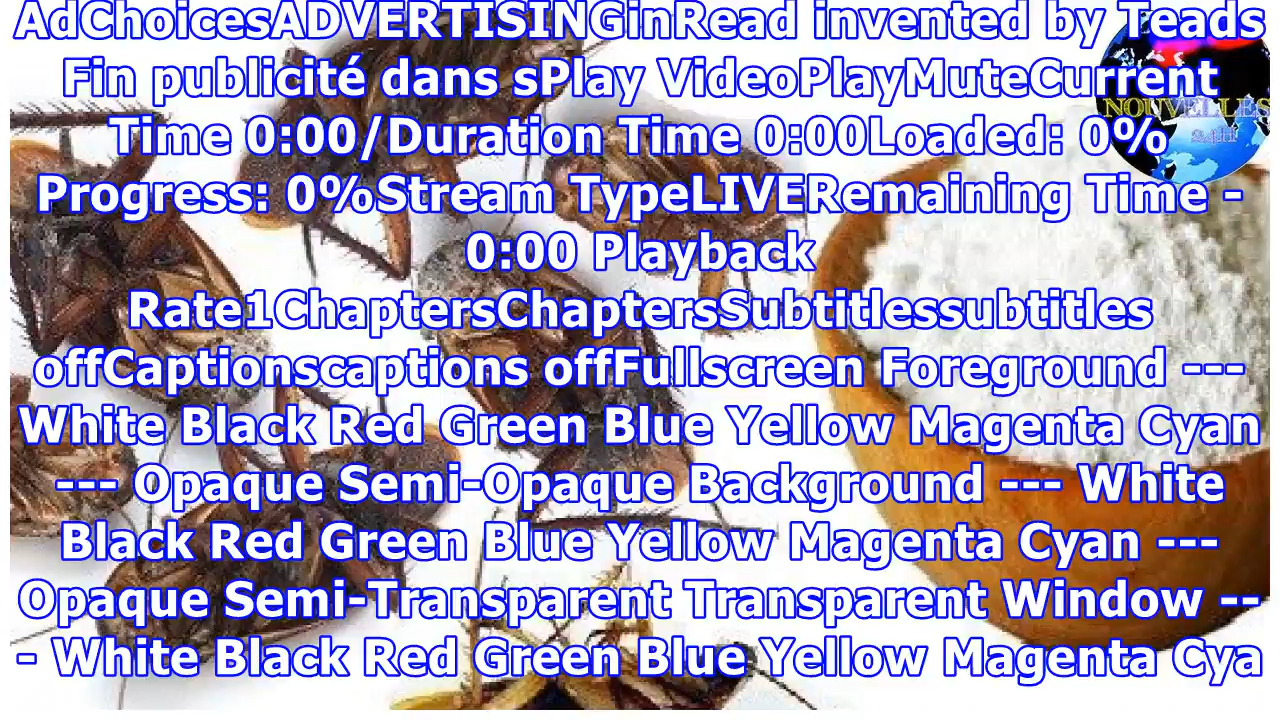 AdChoicesADVERTISINGinRead invented by Teads
Fin publicité dans sPlay VideoPlayMuteCurrent
Time 0:00/Duration Time 0:00Loaded: 0%
Progress: 0%Stream TypeLIVERemaining Time -
0:00 Playback
Rate1ChaptersChaptersSubtitlessubtitles
offCaptionscaptions offFullscreen Foreground ---
White Black Red Green Blue Yellow Magenta Cyan
--- Opaque Semi-Opaque Background --- White
Black Red Green Blue Yellow Magenta Cyan ---
Opaque Semi-Transparent Transparent Window --
- White Black Red Green Blue Yellow Magenta Cya
NOUVELLES
24H